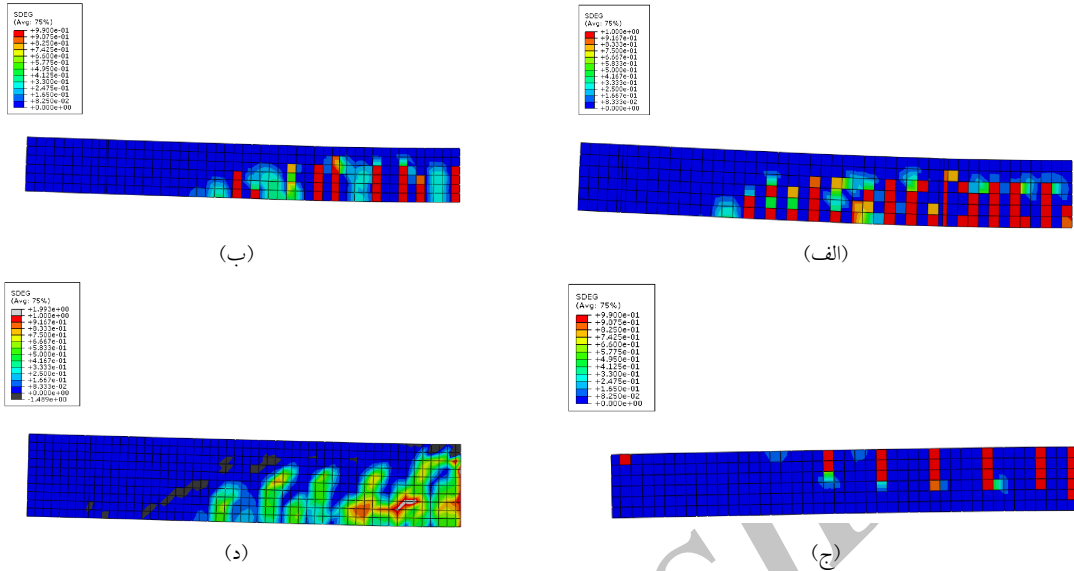 SDEG
(Avg: 75%)
+1.000e+00
+9.167e-01
+8.333e-01
+7.500e-01
+6.667e-01
+5.833e-01
+5.000e-01
+4.167e-01
+3.333e-01
+2.500e-01
+1.667e-01
+8.333e-02
+0.000e+00
(الف)
SDEG
(Avg: 75%)
+9.900e-01
+9.075e-01
+8.250e-01
+7.425e-01
+6.600e-01
+5.775e-01
+4.950e-01
+4.125e-01
+3.300e-01
+2.475e-01
+1.650e-01
+8.250e-02
+0.000e+00
(ب)
SDEG
(Avg: 75%)
+9.900e-01
+9.075e-01
+8.250e-01
+7.425e-01
+6.600e-01
+5.775e-01
+4.950e-01
+4.125e-01
+3.300e-01
+2.475e-01
+1.650e-01
+8.250e-02
+0.000e+00
(ج)
SDEG
(Avg: 75%)
+1.993e+00
+1.000e+00
+9.167e-01
+8.333e-01
+7.500e-01
+6.667e-01
+5.833e-01
+5.000e-01
+4.167e-01
+3.333e-01
+2.500e-01
+1.667e-01
+8.333e-02
+0.000e+00
-1.489e+00
(د)